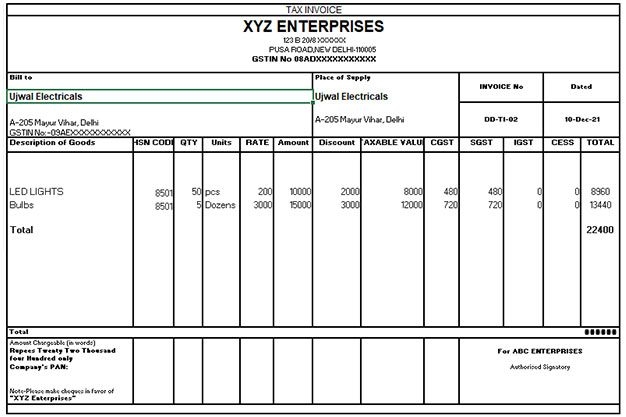 TAX INVOICE
XYZ ENTERPRISES
123 B 20/8 XXXXXX
PUSA ROAD,NEW DELHI-110005
GSTIN No 08ADXXXXXXXXXXX
Bill to Place of Supply INVOICE No Dated
Ujwal Electricals Ujwal Electricals
A-205 Mayur Vihar, Delhi A-205 Mayur Vihar, Delhi DD-TI-02 10-Dec-21
GSTIN No:-09AEXXXXXXXXXXX
Description of Goods HSN CODE QTY Units RATE Amount Discount TAXABLE VALU CGST SGST IGST CESS TOTAL
LED LIGHTS 8501 50 pcs 200 10000 2000 8000 480 480 0 0 8960
Bulbs 8501 5 Dozens 3000 15000 3000 12000 720 720 0 0 13440
Total 22400
Total ######
Amount Chargeable (in words)
Rupees Twenty Two Thousand
four Hundred only
Company's PAN:
For ABC ENTERPRISES
Authorised Signatory
Note-Please make cheques in favor of
"XYZ Enterprises"